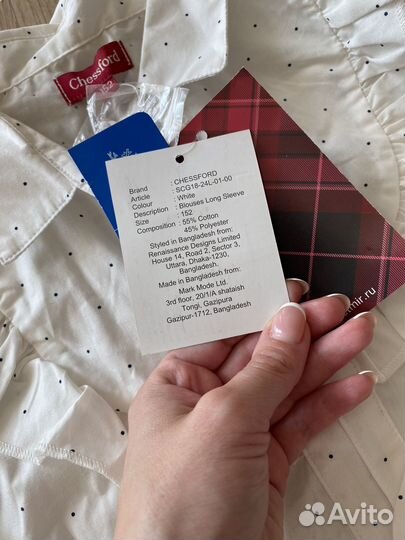 Chessford
152
Brand : CHESSFORD
Article : SCG18-24L-01-00
Colour : White
Description : Blouses Long Sleeve
Size : 152
Composition : 55% Cotton
45% Polyester
Styled in Bangladesh from:
Renaissance Designs Limited
House 14, Road 2, Sector 3,
Uttara, Dhaka-1230,
Bangladesh.
Made in Bangladesh from:
Mark Mode Ltd.
3rd floor, 20/1/A shataish
Tongi, Gazipura
Gazipur-1712, Bangladesh
mir.ru
Avito